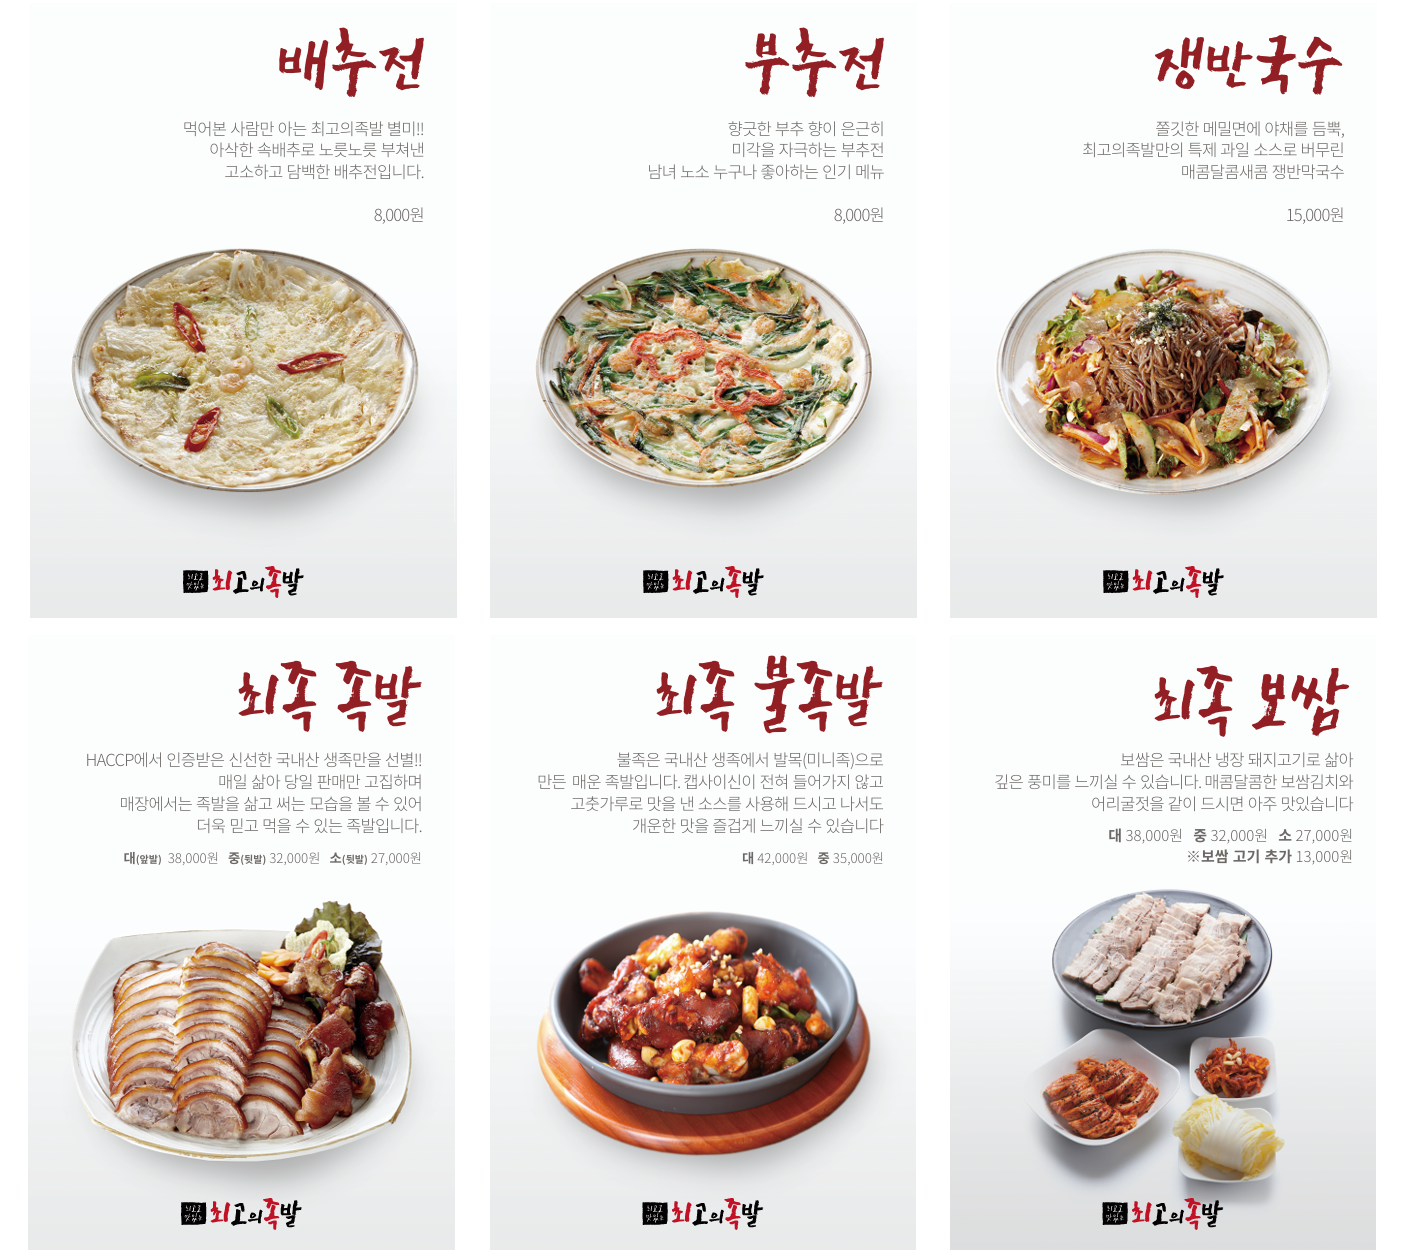 배추전
먹어본 사람만 아는 최고의족발 별미!!
아삭한 속배추로 노릇노릇 부쳐낸
고소하고 담백한 배추전입니다.
8,000원
최고의족발
부추전
향긋한 부추 향이 은근히
미각을 자극하는 부추전
남녀 노소 누구나 좋아하는 인기 메뉴
8,000원
최고의족발
쟁반국수
쫄깃한 메밀면에 야채를 듬뿍,
최고의족발만의 특제 과일 소스로 버무린
매콤달콤새콤 쟁반막국수
15,000원
최고의족발
최족 족발
HACCP에서 인증받은 신선한 국내산 생족만을 선별!!
매일 삶아 당일 판매만 고집하며
매장에서는 족발을 삶고 써는 모습을 볼 수 있어
더욱 믿고 먹을 수 있는 족발입니다.
대(앞발) 38,000원 중(뒷발) 32,000원 소(뒷발) 27,000원
최고의족발
최족 불족발
불족은 국내산 생족에서 발목(미니족)으로
만든 매운 족발입니다. 캡사이신이 전혀 들어가지 않고
고춧가루로 맛을 낸 소스를 사용해 드시고 나서도
개운한 맛을 즐겁게 느끼실 수 있습니다
대 42,000원 중 35,000원
최고의족발
최족 보쌈
보쌈은 국내산 냉장 돼지고기로 삶아
깊은 풍미를 느끼실 수 있습니다. 매콤달콤한 보쌈김치와
어리굴젓을 같이 드시면 아주 맛있습니다
대 38,000원 중 32,000원 소 27,000원
※보쌈 고기 추가 13,000원
최고의족발